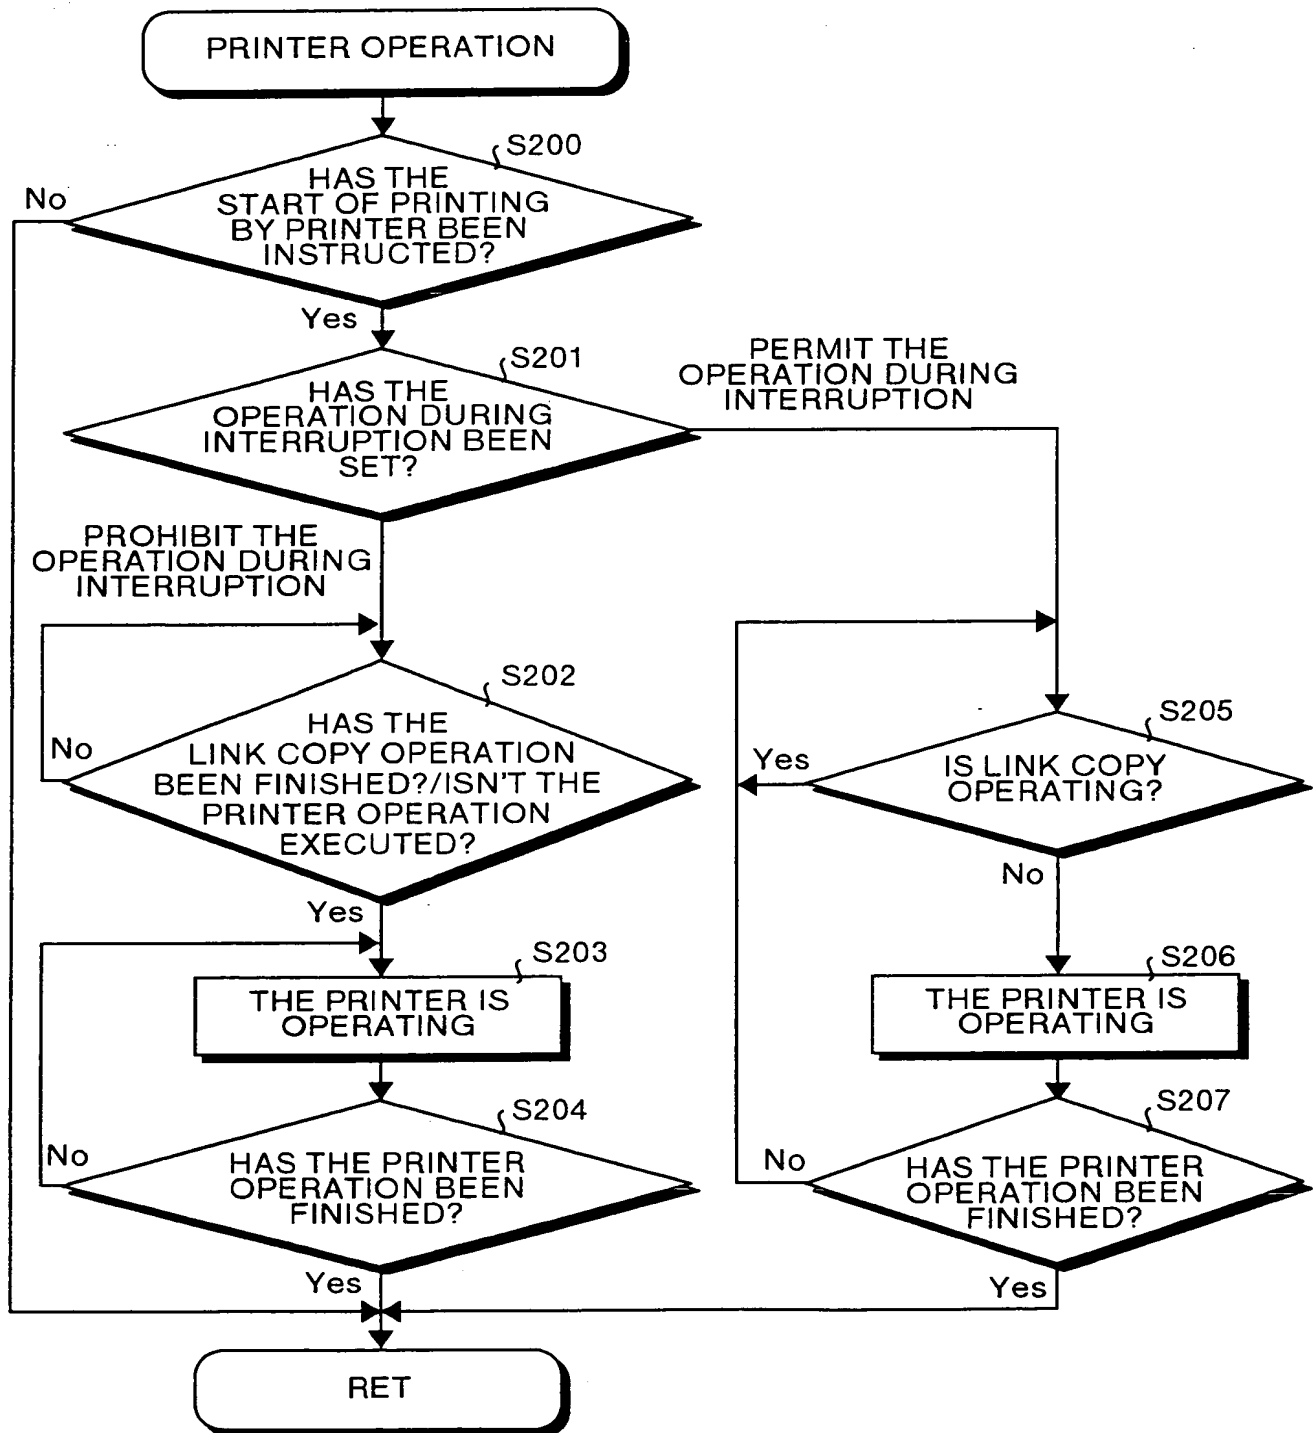 PRINTER OPERATION
S200
No
HAS THE
START OF PRINTING
BY PRINTER BEEN
INSTRUCTED?
Yes
S201
HAS THE
OPERATION DURING
INTERRUPTION BEEN
SET?
PERMIT THE
OPERATION DURING
INTERRUPTION
PROHIBIT THE
OPERATION DURING
INTERRUPTION
S202
No
HAS THE
LINK COPY OPERATION
BEEN FINISHED?/ISN'T THE
PRINTER OPERATION
EXECUTED?
Yes
S205
Yes
IS LINK COPY
OPERATING?
No
S203
THE PRINTER IS
OPERATING
S206
THE PRINTER IS
OPERATING
S204
No
HAS THE PRINTER
OPERATION BEEN
FINISHED?
Yes
S207
No
HAS THE PRINTER
OPERATION BEEN
FINISHED?
Yes
RET